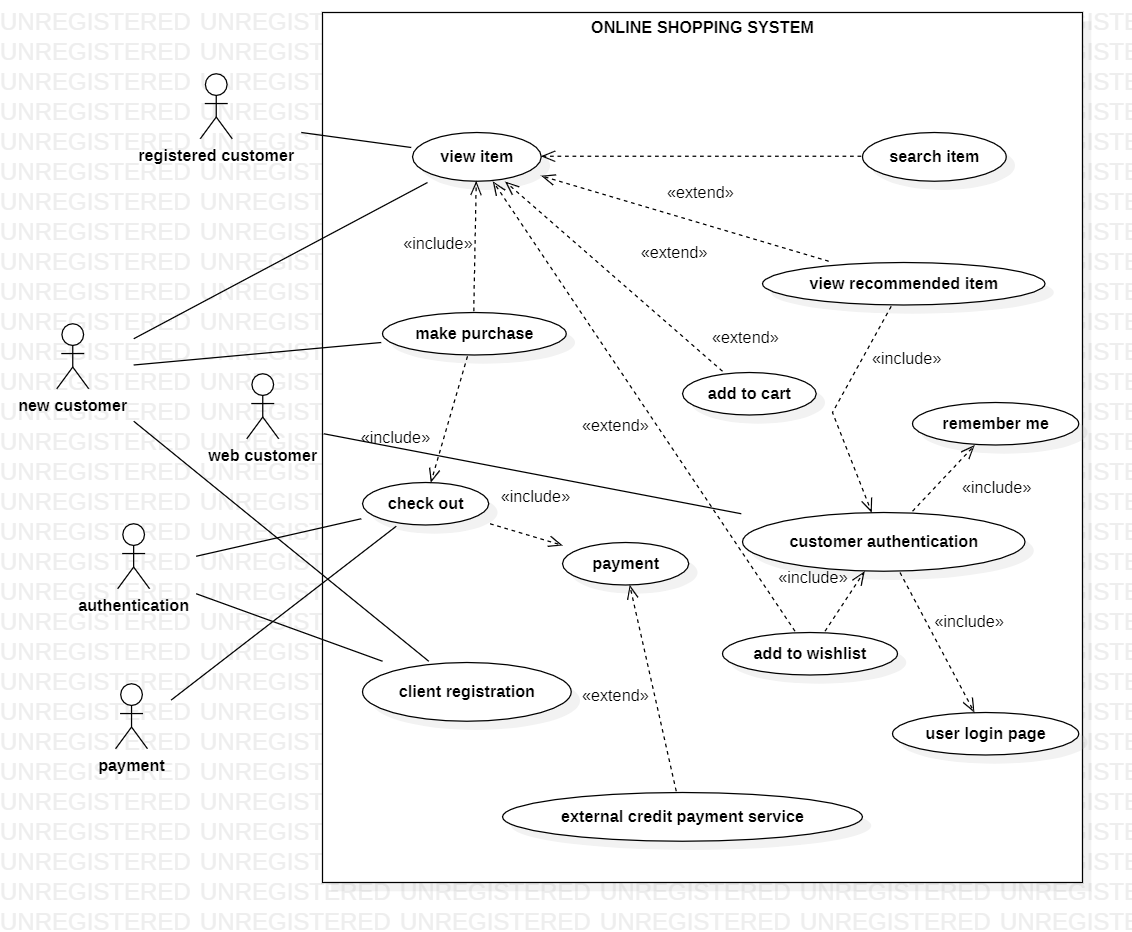 ONLINE SHOPPING SYSTEM
registered customer
view item
search item
«extend»
«include»
«extend»
view recommended item
make purchase
«extend»
«include»
new customer
add to cart
remember me
«extend»
«include»
web customer
«include»
«include»
check out
customer authentication
payment
«include»
authentication
«include»
add to wishlist
client registration
«extend»
user login page
payment
external credit payment service
UNREGISTERED UNREGISTERED UNREGISTERED UNREGISTERED UNREGISTERED UNREGISTERED